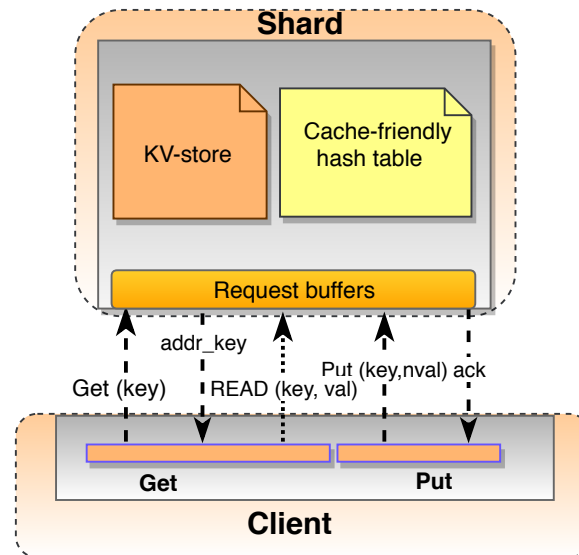 Shard
KV-store
Cache-friendly
hash table
Request buffers
addr_key
Get (key)
READ (key, val)
Put (key,nval)
ack
Get
Put
Client